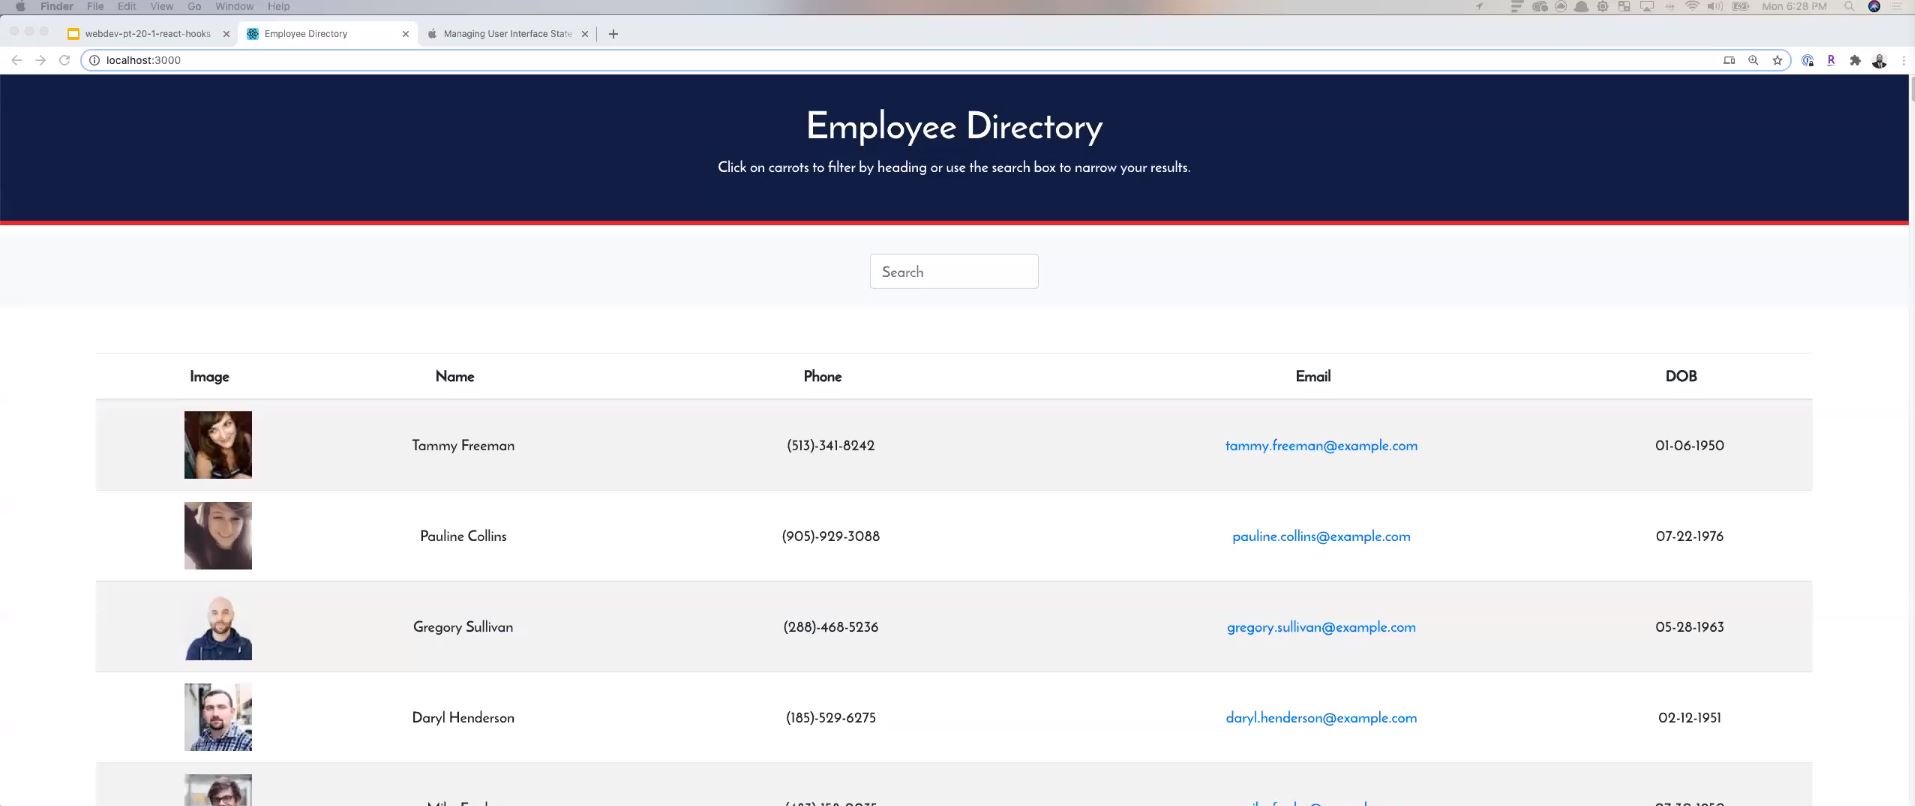 Finder File Edit View Go Window Help Mon 6:28 PM
webdev-pt-20-1-react-hooks Employee Directory Managing User Interface State
localhost:3000
Employee Directory
Click on carrots to filter by heading or use the search box to narrow your results.
Search
Image Name Phone Email DOB
Tammy Freeman (513)-341-8242 tammy.freeman@example.com 01-06-1950
Pauline Collins (905)-929-3088 pauline.collins@example.com 07-22-1976
Gregory Sullivan (288)-468-5236 gregory.sullivan@example.com 05-28-1963
Daryl Henderson (185)-529-6275 daryl.henderson@example.com 02-12-1951